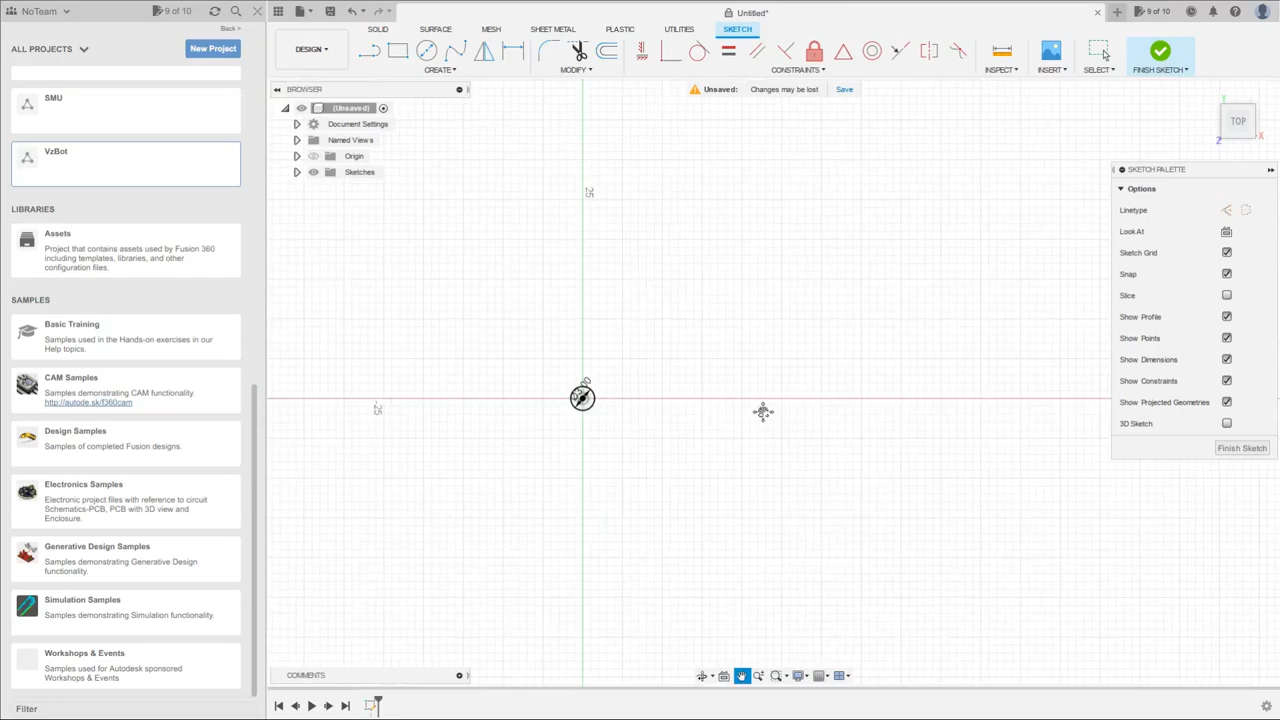 NoTeam
9 of 10
Untitled*
9 of 10
Back >
ALL PROJECTS
New Project
SMU
VzBot
LIBRARIES
Assets
Project that contains assets used by Fusion 360
including templates, libraries, and other
configuration files.
SAMPLES
Basic Training
Samples used in the Hands-on exercises in our
Help topics.
CAM Samples
Samples demonstrating CAM functionality.
http://autode.sk/f360cam
Design Samples
Samples of completed Fusion designs.
Electronics Samples
Electronic project files with reference to circuit
Schematics-PCB, PCB with 3D view and
Enclosure.
Generative Design Samples
Samples demonstrating Generative Design
functionality.
Simulation Samples
Samples demonstrating Simulation functionality.
Workshops & Events
Samples used for Autodesk sponsored
Workshops & Events
Filter
SOLID
SURFACE
MESH
SHEET METAL
PLASTIC
UTILITIES
SKETCH
DESIGN
CREATE
MODIFY
CONSTRAINTS
INSPECT
INSERT
SELECT
FINISH SKETCH
BROWSER
Unsaved:
Changes may be lost
Save
(Unsaved)
Document Settings
Named Views
Origin
Sketches
25
-25
TOP
Y
X
Z
SKETCH PALETTE
Options
Linetype
Look At
Sketch Grid
Snap
Slice
Show Profile
Show Points
Show Dimensions
Show Constraints
Show Projected Geometries
3D Sketch
Finish Sketch
COMMENTS